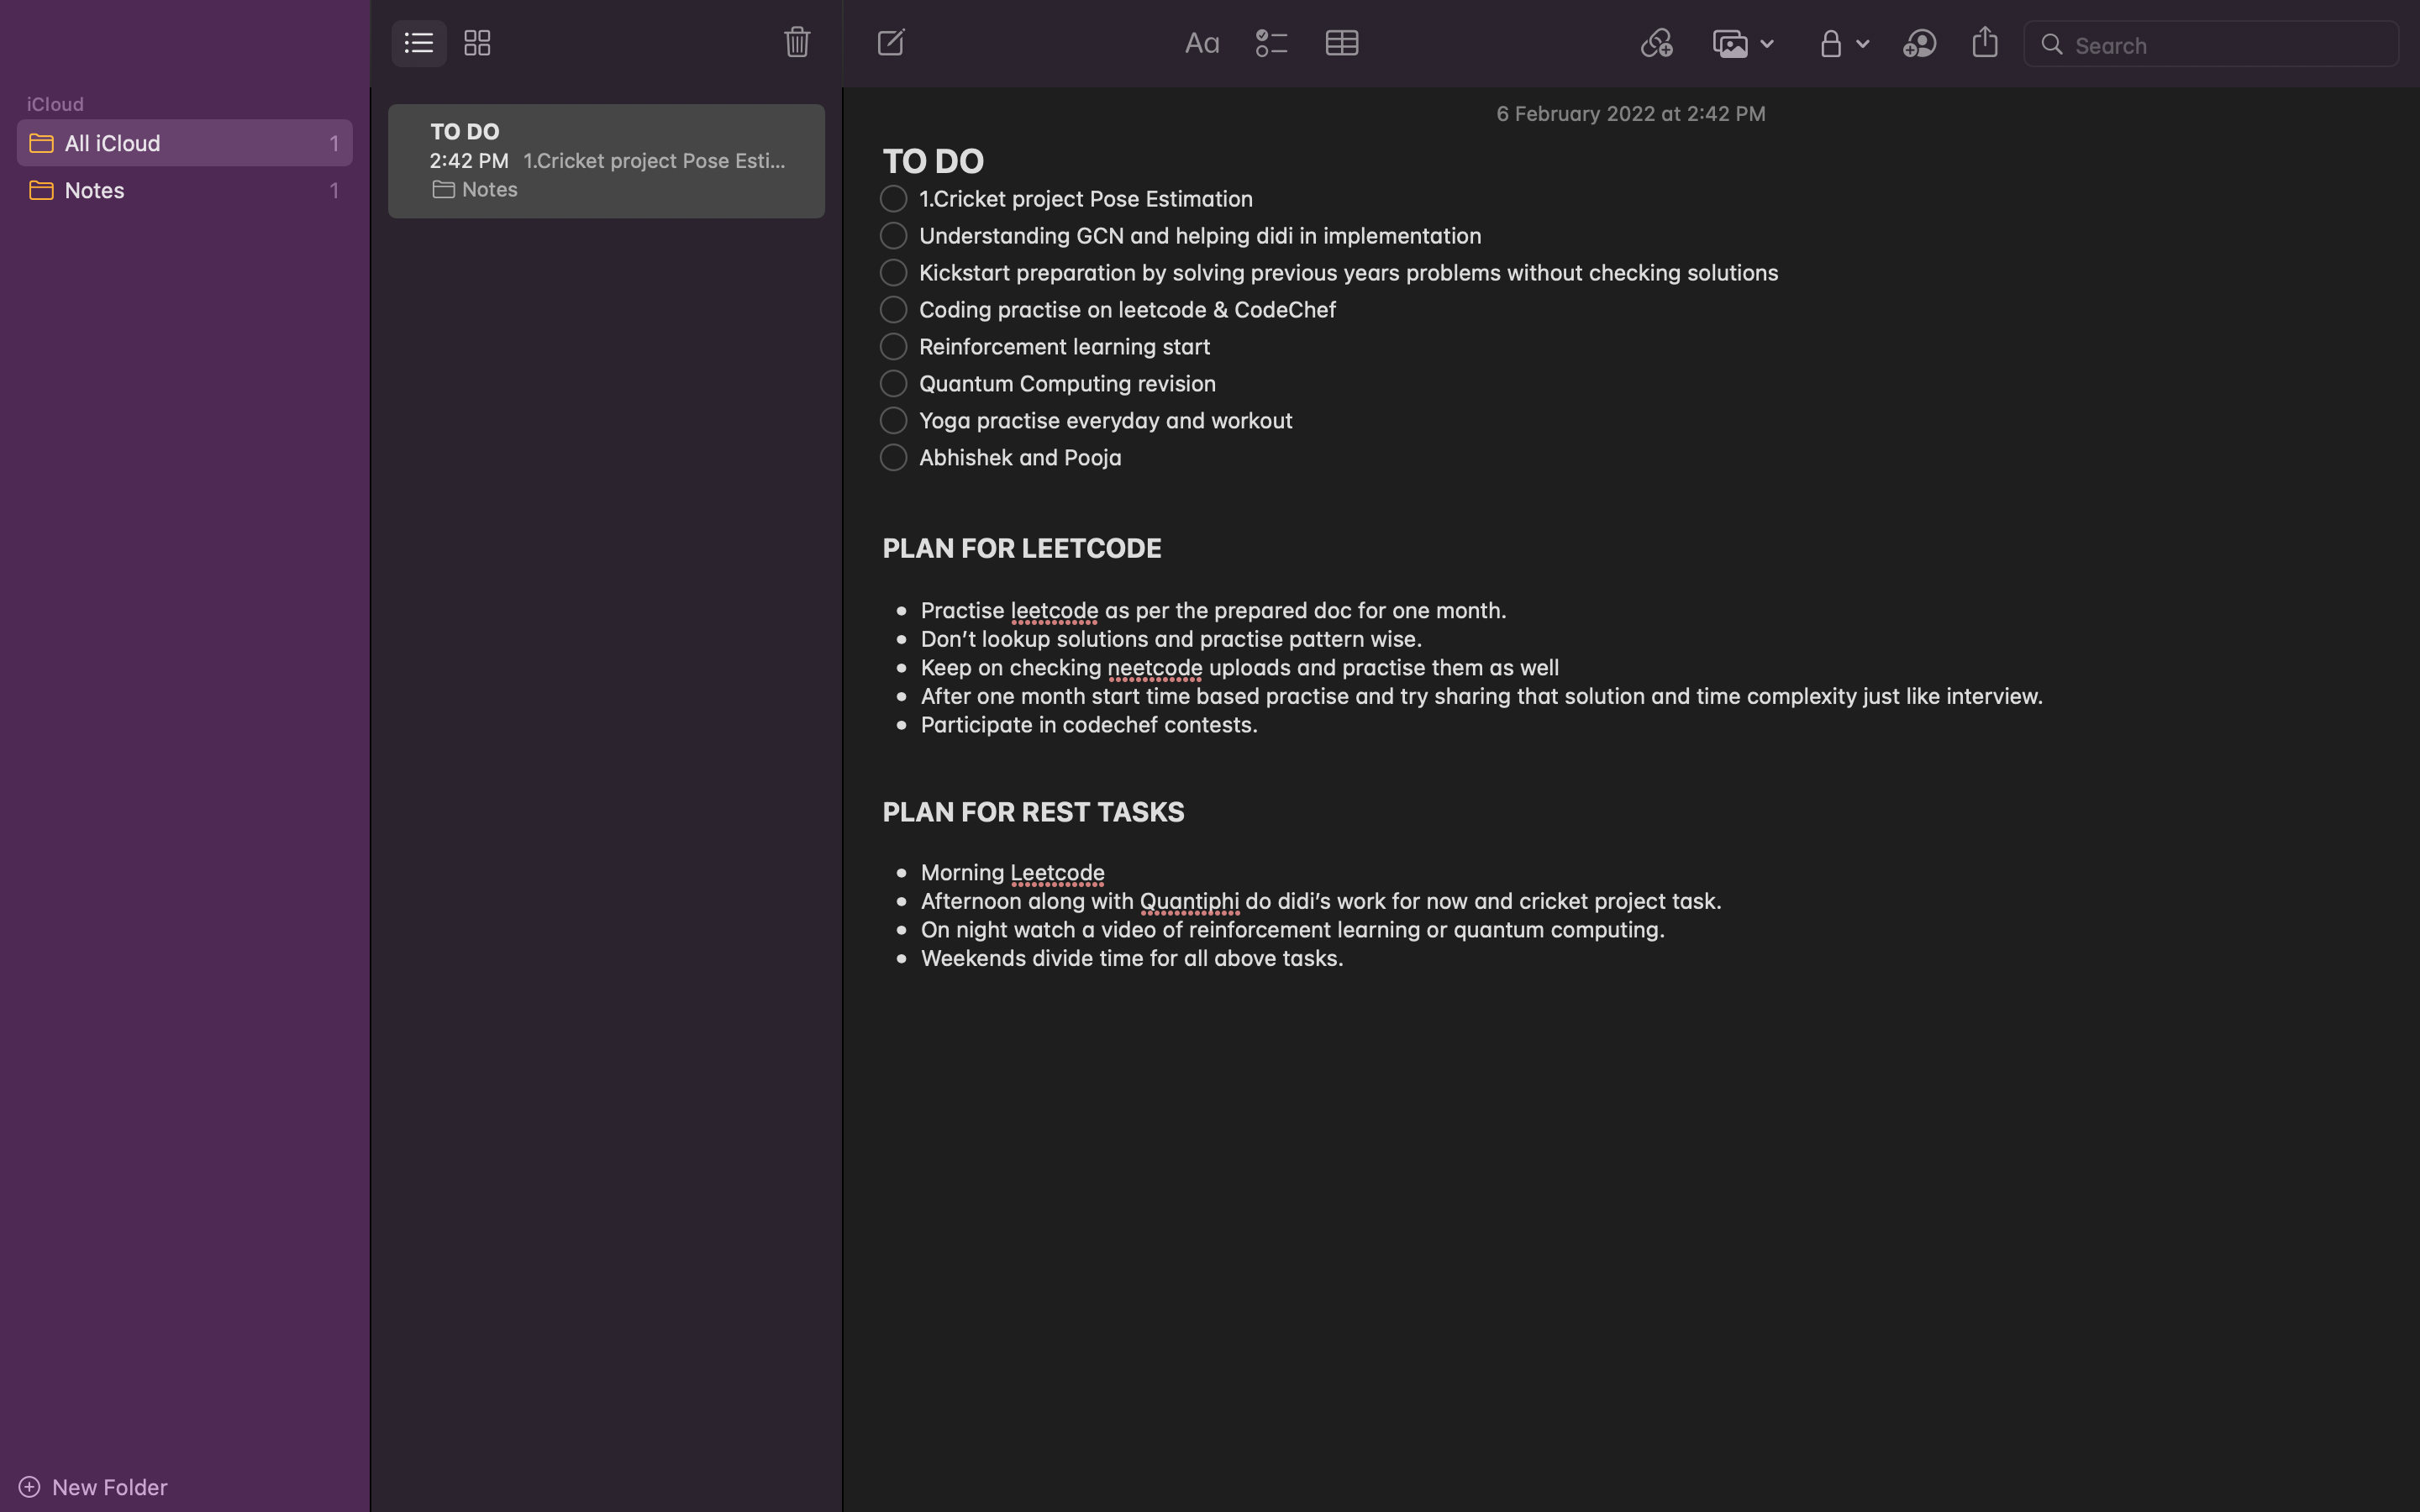 Aa
Search
iCloud
All iCloud 1
Notes 1
TO DO
2:42 PM 1.Cricket project Pose Esti...
Notes
6 February 2022 at 2:42 PM
TO DO
1.Cricket project Pose Estimation
Understanding GCN and helping didi in implementation
Kickstart preparation by solving previous years problems without checking solutions
Coding practise on leetcode & CodeChef
Reinforcement learning start
Quantum Computing revision
Yoga practise everyday and workout
Abhishek and Pooja
PLAN FOR LEETCODE
• Practise leetcode as per the prepared doc for one month.
• Don’t lookup solutions and practise pattern wise.
• Keep on checking neetcode uploads and practise them as well
• After one month start time based practise and try sharing that solution and time complexity just like interview.
• Participate in codechef contests.
PLAN FOR REST TASKS
• Morning Leetcode
• Afternoon along with Quantiphi do didi’s work for now and cricket project task.
• On night watch a video of reinforcement learning or quantum computing.
• Weekends divide time for all above tasks.
New Folder